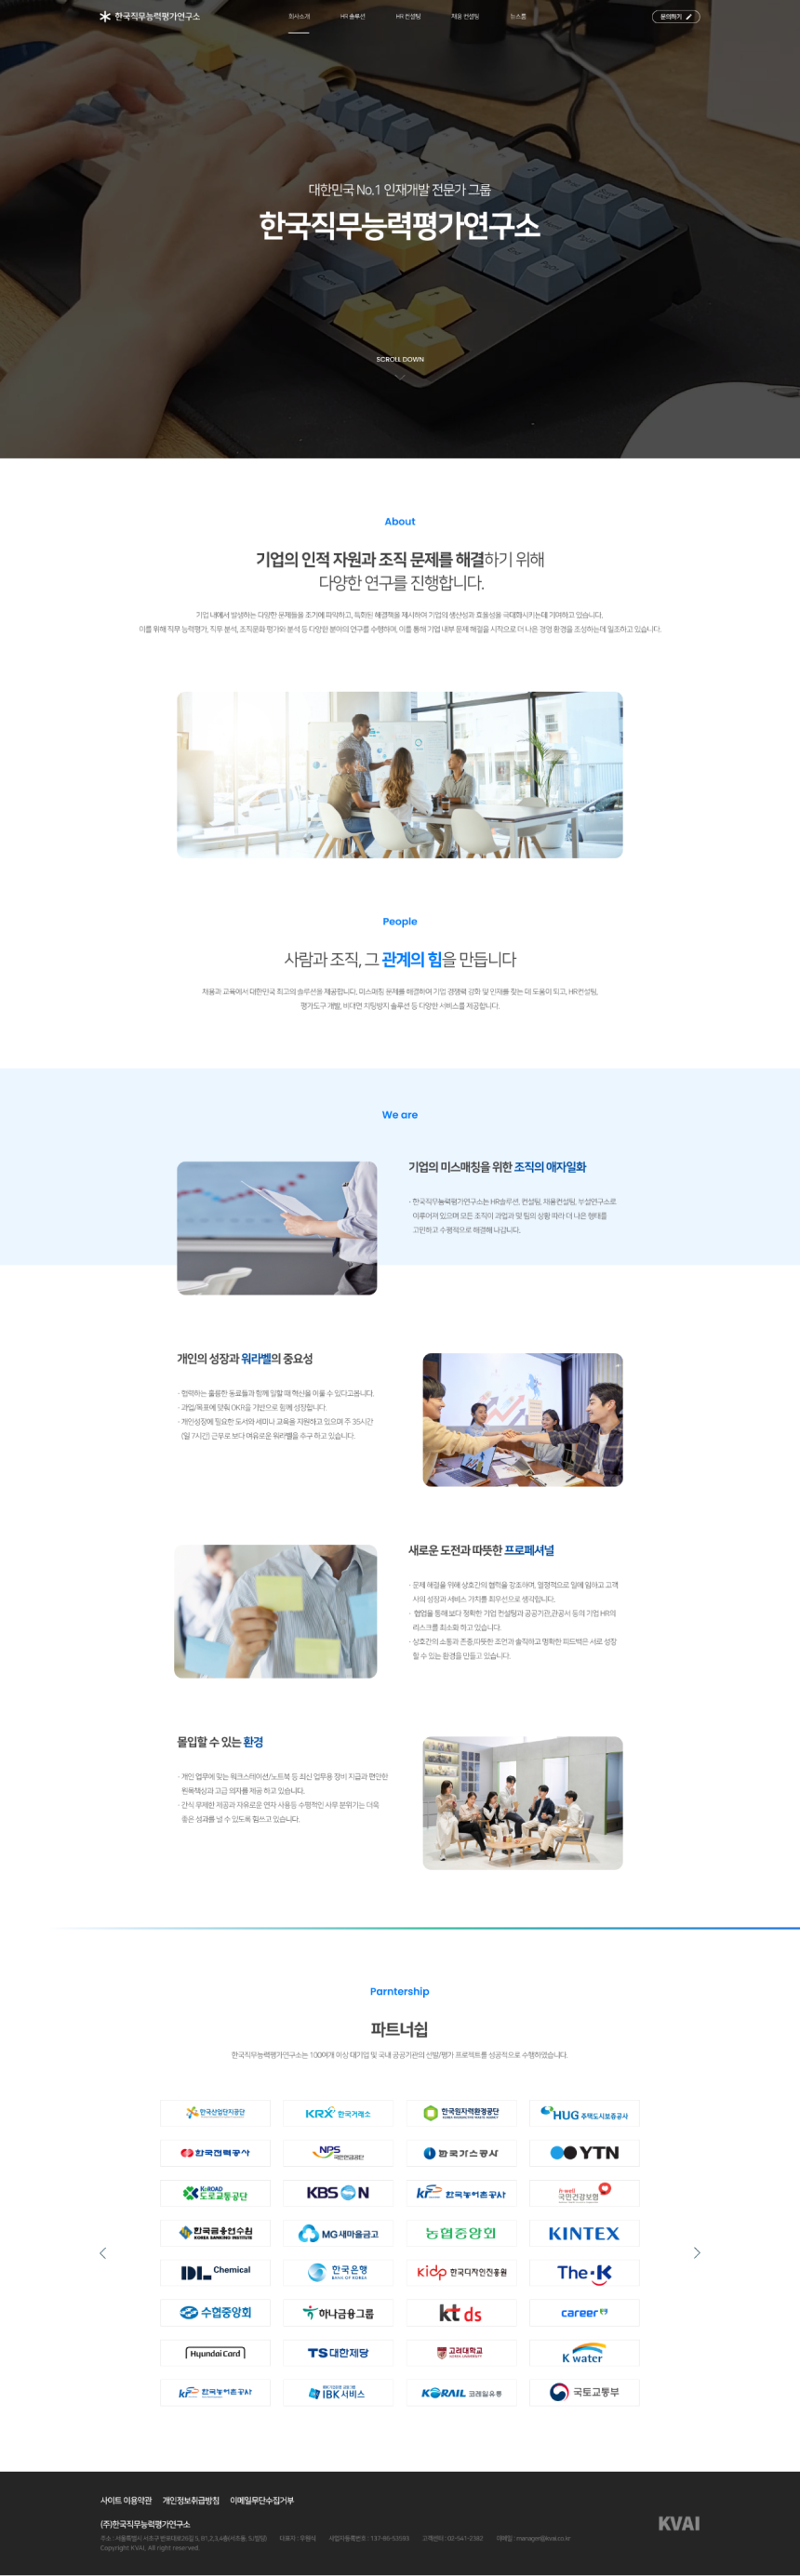 한국직무능력평가연구소
회사소개 HR 솔루션 HR 컨설팅 채용 컨설팅 뉴스룸
문의하기
대한민국 No.1 인재개발 전문가 그룹
한국직무능력평가연구소
SCROLL DOWN
About
기업의 인적 자원과 조직 문제를 해결하기 위해
다양한 연구를 진행합니다.
기업 내에서 발생하는 다양한 문제들을 조기에 파악하고, 특화된 해결책을 제시하여 기업의 생산성과 효율성을 극대화시키는데 기여하고 있습니다.
이를 위해 직무 능력평가, 직무 분석, 조직문화 평가와 분석 등 다양한 분야의 연구를 수행하며, 이를 통해 기업 내부 문제 해결을 시작으로 더 나은 경영 환경을 조성하는데 일조하고 있습니다.
People
사람과 조직, 그 관계의 힘을 만듭니다
채용과 교육에서 대한민국 최고의 솔루션을 제공합니다. 미스매칭 문제를 해결하여 기업 경쟁력 강화 및 인재를 찾는 데 도움이 되고, HR컨설팅,
평가도구 개발, 비대면 치팅방지 솔루션 등 다양한 서비스를 제공합니다.
We are
기업의 미스매칭을 위한 조직의 애자일화
· 한국직무능력평가연구소는 HR솔루션, 컨설팅, 채용컨설팅, 부설연구소로
이루어져 있으며 모든 조직이 과업과 및 팀의 상황 따라 더 나은 형태를
고민하고 수평적으로 해결해 나갑니다.
개인의 성장과 워라벨의 중요성
· 협력하는 훌륭한 동료들과 함께 일할 때 혁신을 이룰 수 있다고봅니다.
· 과업/목표에 맞춰 OKR을 기반으로 함께 성장합니다.
· 개인성장에 필요한 도서와 세미나 교육을 지원하고 있으며 주 35시간
(일 7시간) 근무로 보다 여유로운 워라벨을 추구 하고 있습니다.
새로운 도전과 따뜻한 프로페셔널
· 문제 해결을 위해 상호간의 협력을 강조하며, 열정적으로 일에 임하고 고객
사의 성장과 서비스 가치를 최우선으로 생각합니다.
· 협업을 통해 보다 정확한 기업 컨설팅과 공공기관,관공서 등의 기업 HR의
리스크를 최소화 하고 있습니다.
· 상호간의 소통과 존중,따뜻한 조언과 솔직하고 명확한 피드백은 서로 성장
할 수 있는 환경을 만들고 있습니다.
몰입할 수 있는 환경
· 개인 업무에 맞는 워크스테이션/노트북 등 최신 업무용 장비 지급과 편안한
원목책상과 고급 의자를 제공 하고 있습니다.
· 간식 무제한 제공과 자유로운 연차 사용등 수평적인 사무 분위기는 더욱
좋은 성과를 낼 수 있도록 힘쓰고 있습니다.
Parntership
파트너쉽
한국직무능력평가연구소는 100여개 이상 대기업 및 국내 공공기관의 선발/평가 프로젝트를 성공적으로 수행하였습니다.
한국산업단지공단 KRX 한국거래소 한국원자력환경공단 HUG 주택도시보증공사
한국전력공사 NPS 국민연금공단 한국가스공사 YTN
KoROAD 도로교통공단 KBS N 한국농어촌공사 h-well 국민건강보험
한국금융연수원 MG새마을금고 농협중앙회 KINTEX
DL Chemical 한국은행 BANK OF KOREA kidp 한국디자인진흥원 The K
수협중앙회 하나금융그룹 kt ds career
Hyundai Card TS 대한제당 고려대학교 KOREA UNIVERSITY K water
한국농어촌공사 IBK서비스 KORAIL 코레일유통 국토교통부
사이트 이용약관 개인정보취급방침 이메일무단수집거부
(주)한국직무능력평가연구소
KVAI
Copyright KVAI. All right reserved.